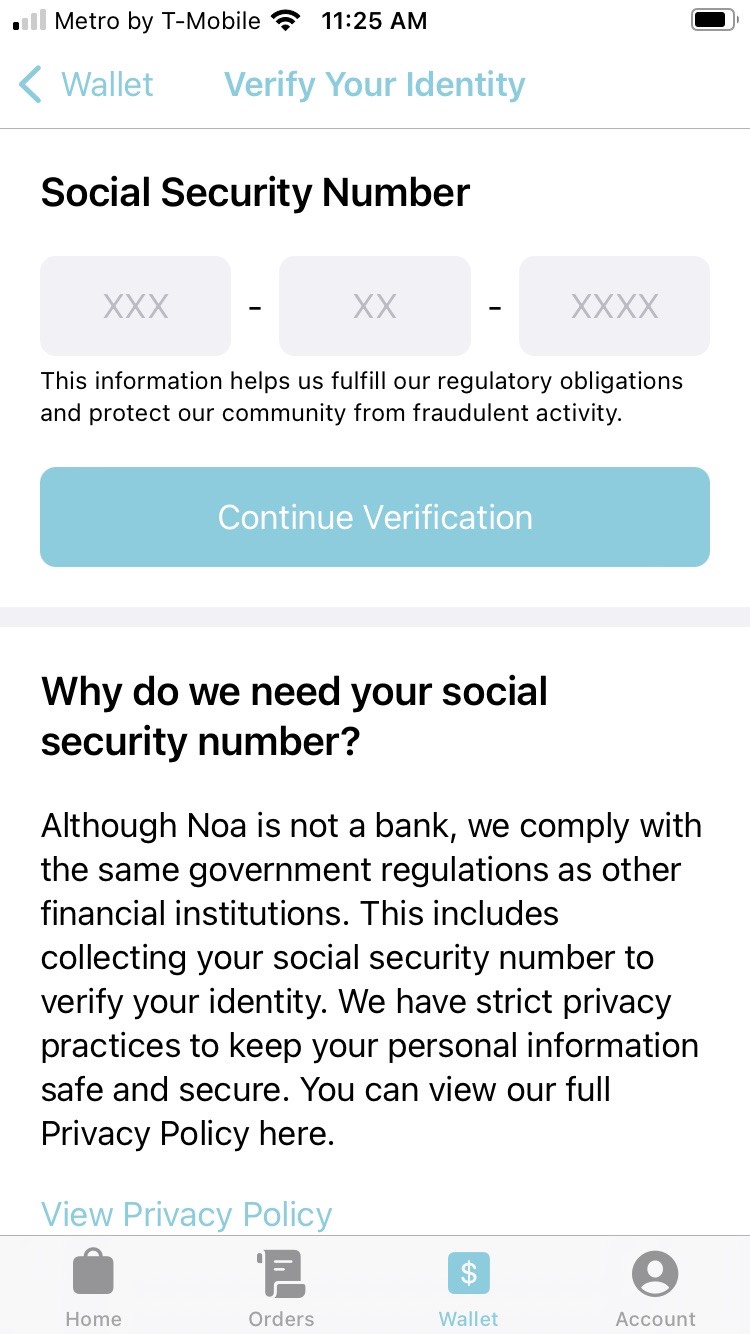 Metro by T-Mobile 11:25 AM
Wallet Verify Your Identity
Social Security Number
XXX - XX - XXXX
This information helps us fulfill our regulatory obligations
and protect our community from fraudulent activity.
Continue Verification
Why do we need your social
security number?
Although Noa is not a bank, we comply with
the same government regulations as other
financial institutions. This includes
collecting your social security number to
verify your identity. We have strict privacy
practices to keep your personal information
safe and secure. You can view our full
Privacy Policy here.
View Privacy Policy
$
Home Orders Wallet Account